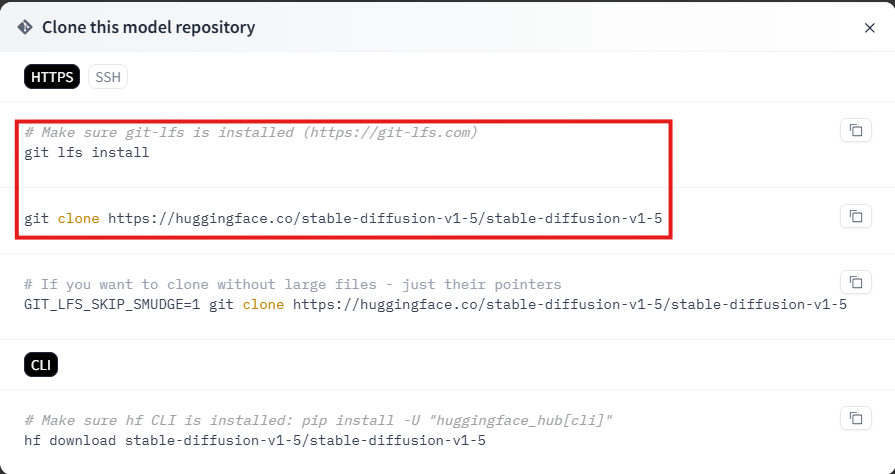 Clone this model repository
HTTPS SSH
# Make sure git-lfs is installed (https://git-lfs.com)
git lfs install
git clone https://huggingface.co/stable-diffusion-v1-5/stable-diffusion-v1-5
# If you want to clone without large files - just their pointers
GIT_LFS_SKIP_SMUDGE=1 git clone https://huggingface.co/stable-diffusion-v1-5/stable-diffusion-v1-5
CLI
# Make sure hf CLI is installed: pip install -U "huggingface_hub[cli]"
hf download stable-diffusion-v1-5/stable-diffusion-v1-5